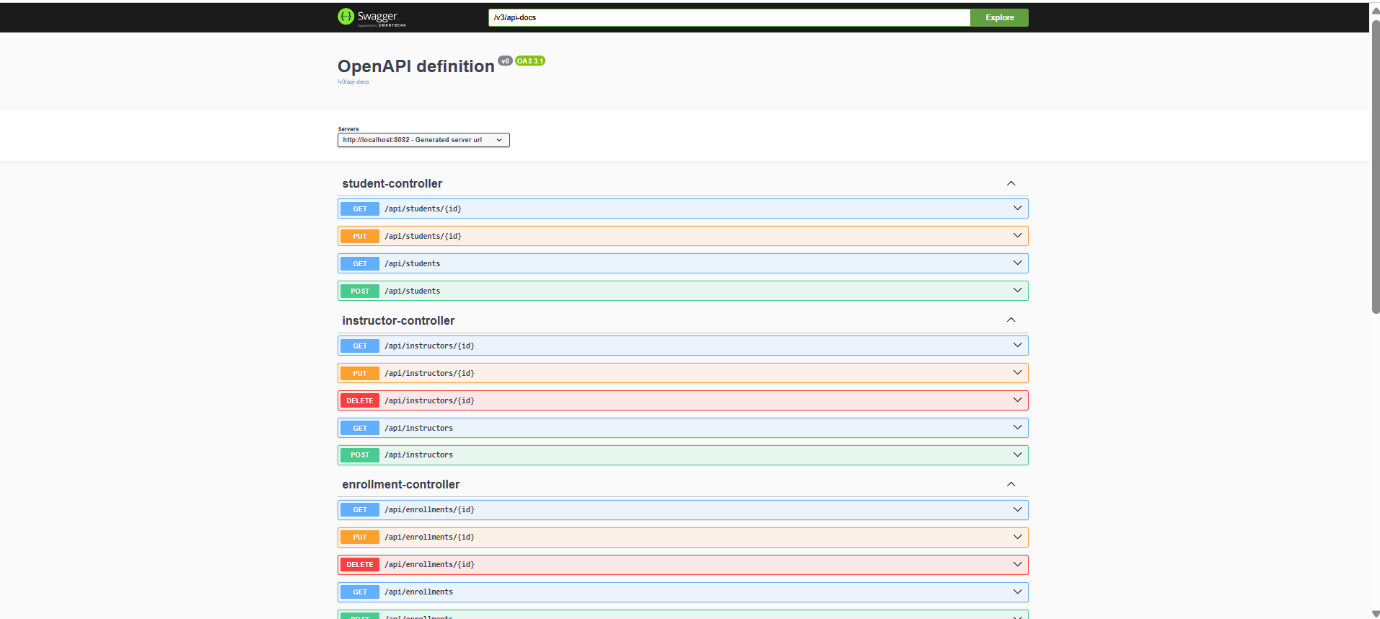 Swagger
Supported by SMARTBEAR
/v3/api-docs
Explore
OpenAPI definition v0 OAS 3.1
/v3/api-docs
Servers
http://localhost:8082 - Generated server url
student-controller
GET /api/students/{id}
PUT /api/students/{id}
GET /api/students
POST /api/students
instructor-controller
GET /api/instructors/{id}
PUT /api/instructors/{id}
DELETE /api/instructors/{id}
GET /api/instructors
POST /api/instructors
enrollment-controller
GET /api/enrollments/{id}
PUT /api/enrollments/{id}
DELETE /api/enrollments/{id}
GET /api/enrollments
POST /api/enrollments